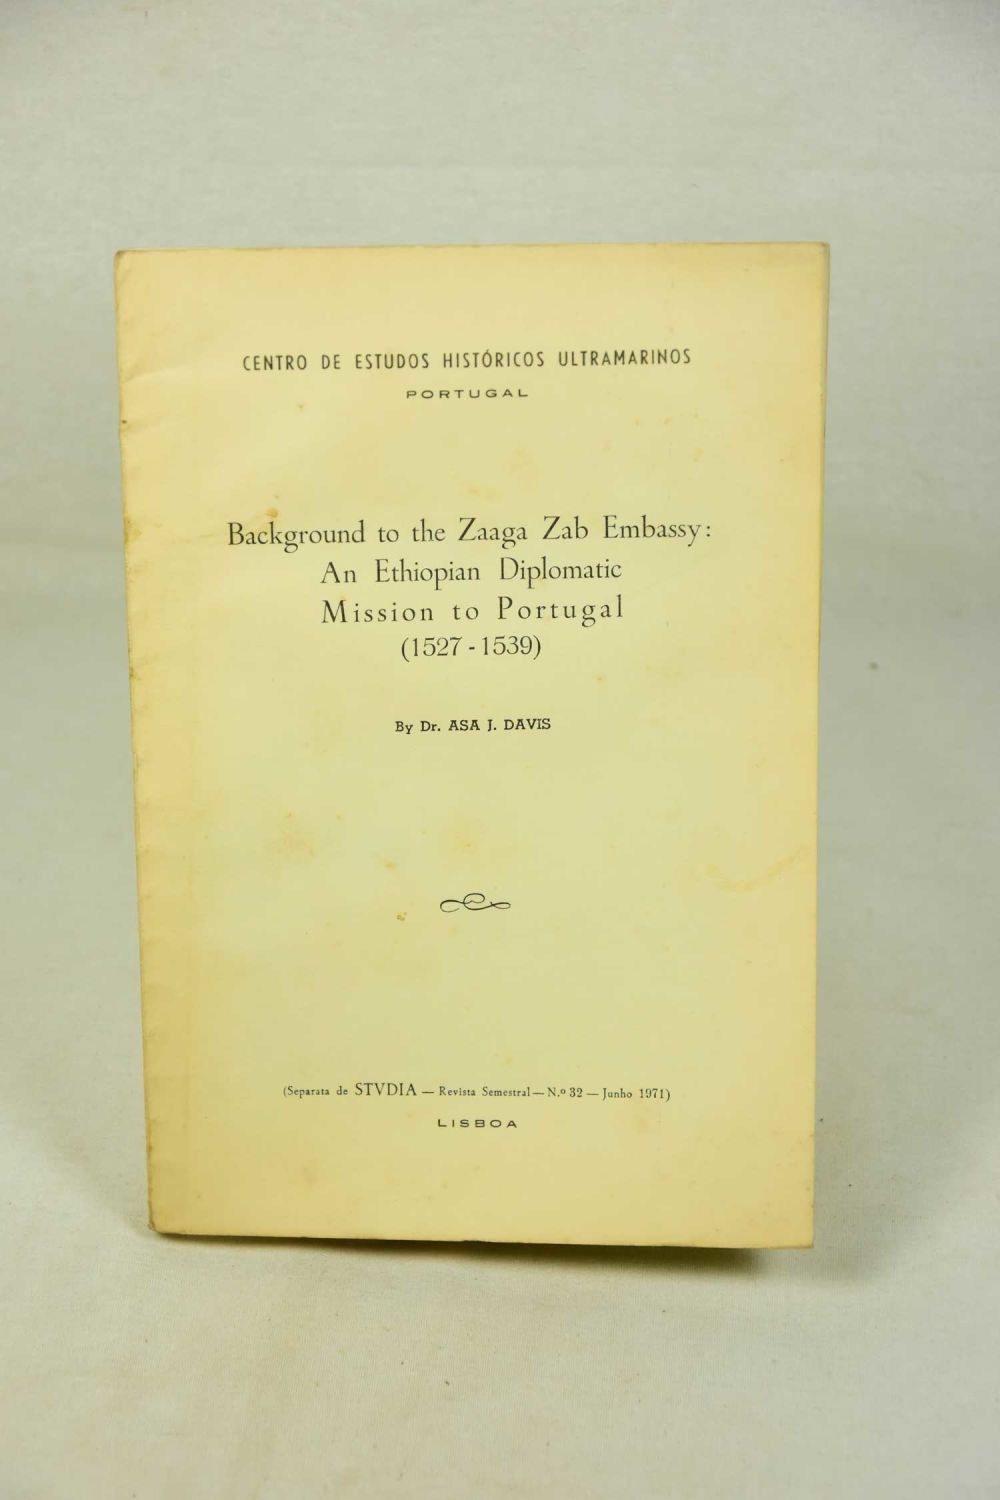 CENTRO DE ESTUDOS HISTÓRICOS ULTRAMARINOS
PORTUGAL
Background to the Zaaga Zab Embassy:
An Ethiopian Diplomatic
Mission to Portugal
(1527 - 1539)
By Dr. ASA J. DAVIS
(Separata de STVDIA — Revista Semestral — N.º 32 — Junho 1971)
LISBOA